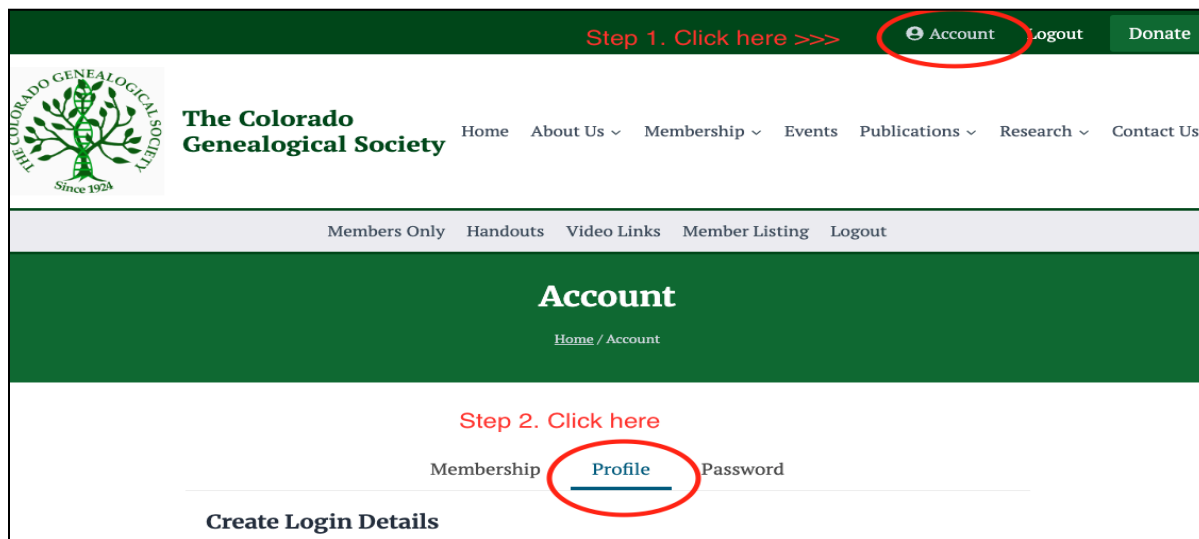 Step 1. Click here >>> Account Logout Donate
THE COLORADO GENEALOGICAL SOCIETY
Since 1924
The Colorado
Genealogical Society
Home About Us Membership Events Publications Research Contact Us
Members Only Handouts Video Links Member Listing Logout
Account
Home / Account
Step 2. Click here
Membership Profile Password
Create Login Details